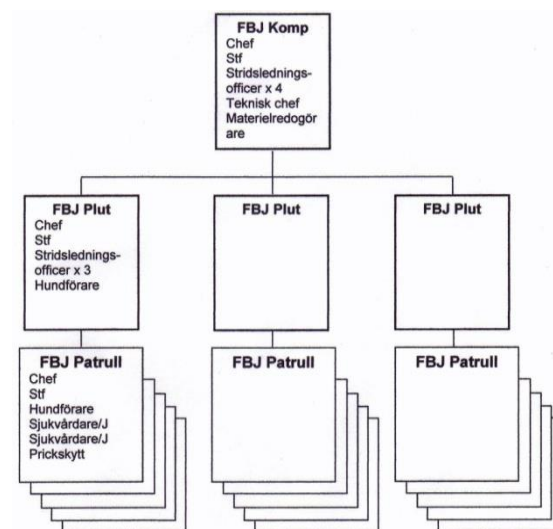 FBJ Komp
Chef
Stf
Stridslednings-
officer x 4
Teknisk chef
Materielredogör
are
FBJ Plut
Chef
Stf
Stridslednings-
officer x 3
Hundförare
FBJ Plut
FBJ Plut
FBJ Patrull
Chef
Stf
Hundförare
Sjukvårdare/J
Sjukvårdare/J
Prickskytt
FBJ Patrull
FBJ Patrull